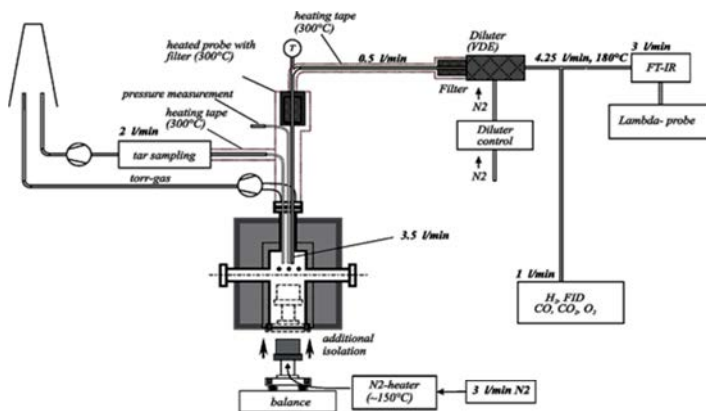 heating tape
(300°C)
Diluter
(VDE)
heated probe with
filter (300°C)
T
0.5 l/min
4.25 l/min, 180°C
3 l/min
FT-IR
Filter
N2
Lambda- probe
pressure measurement
heating tape
(300°C)
2 l/min
tar sampling
Diluter
control
N2
torr-gas
3.5 l/min
1 l/min
H₂, FID
CO, CO₂, O₂
additional
isolation
N2-heater
(~150°C)
3 l/min N2
balance